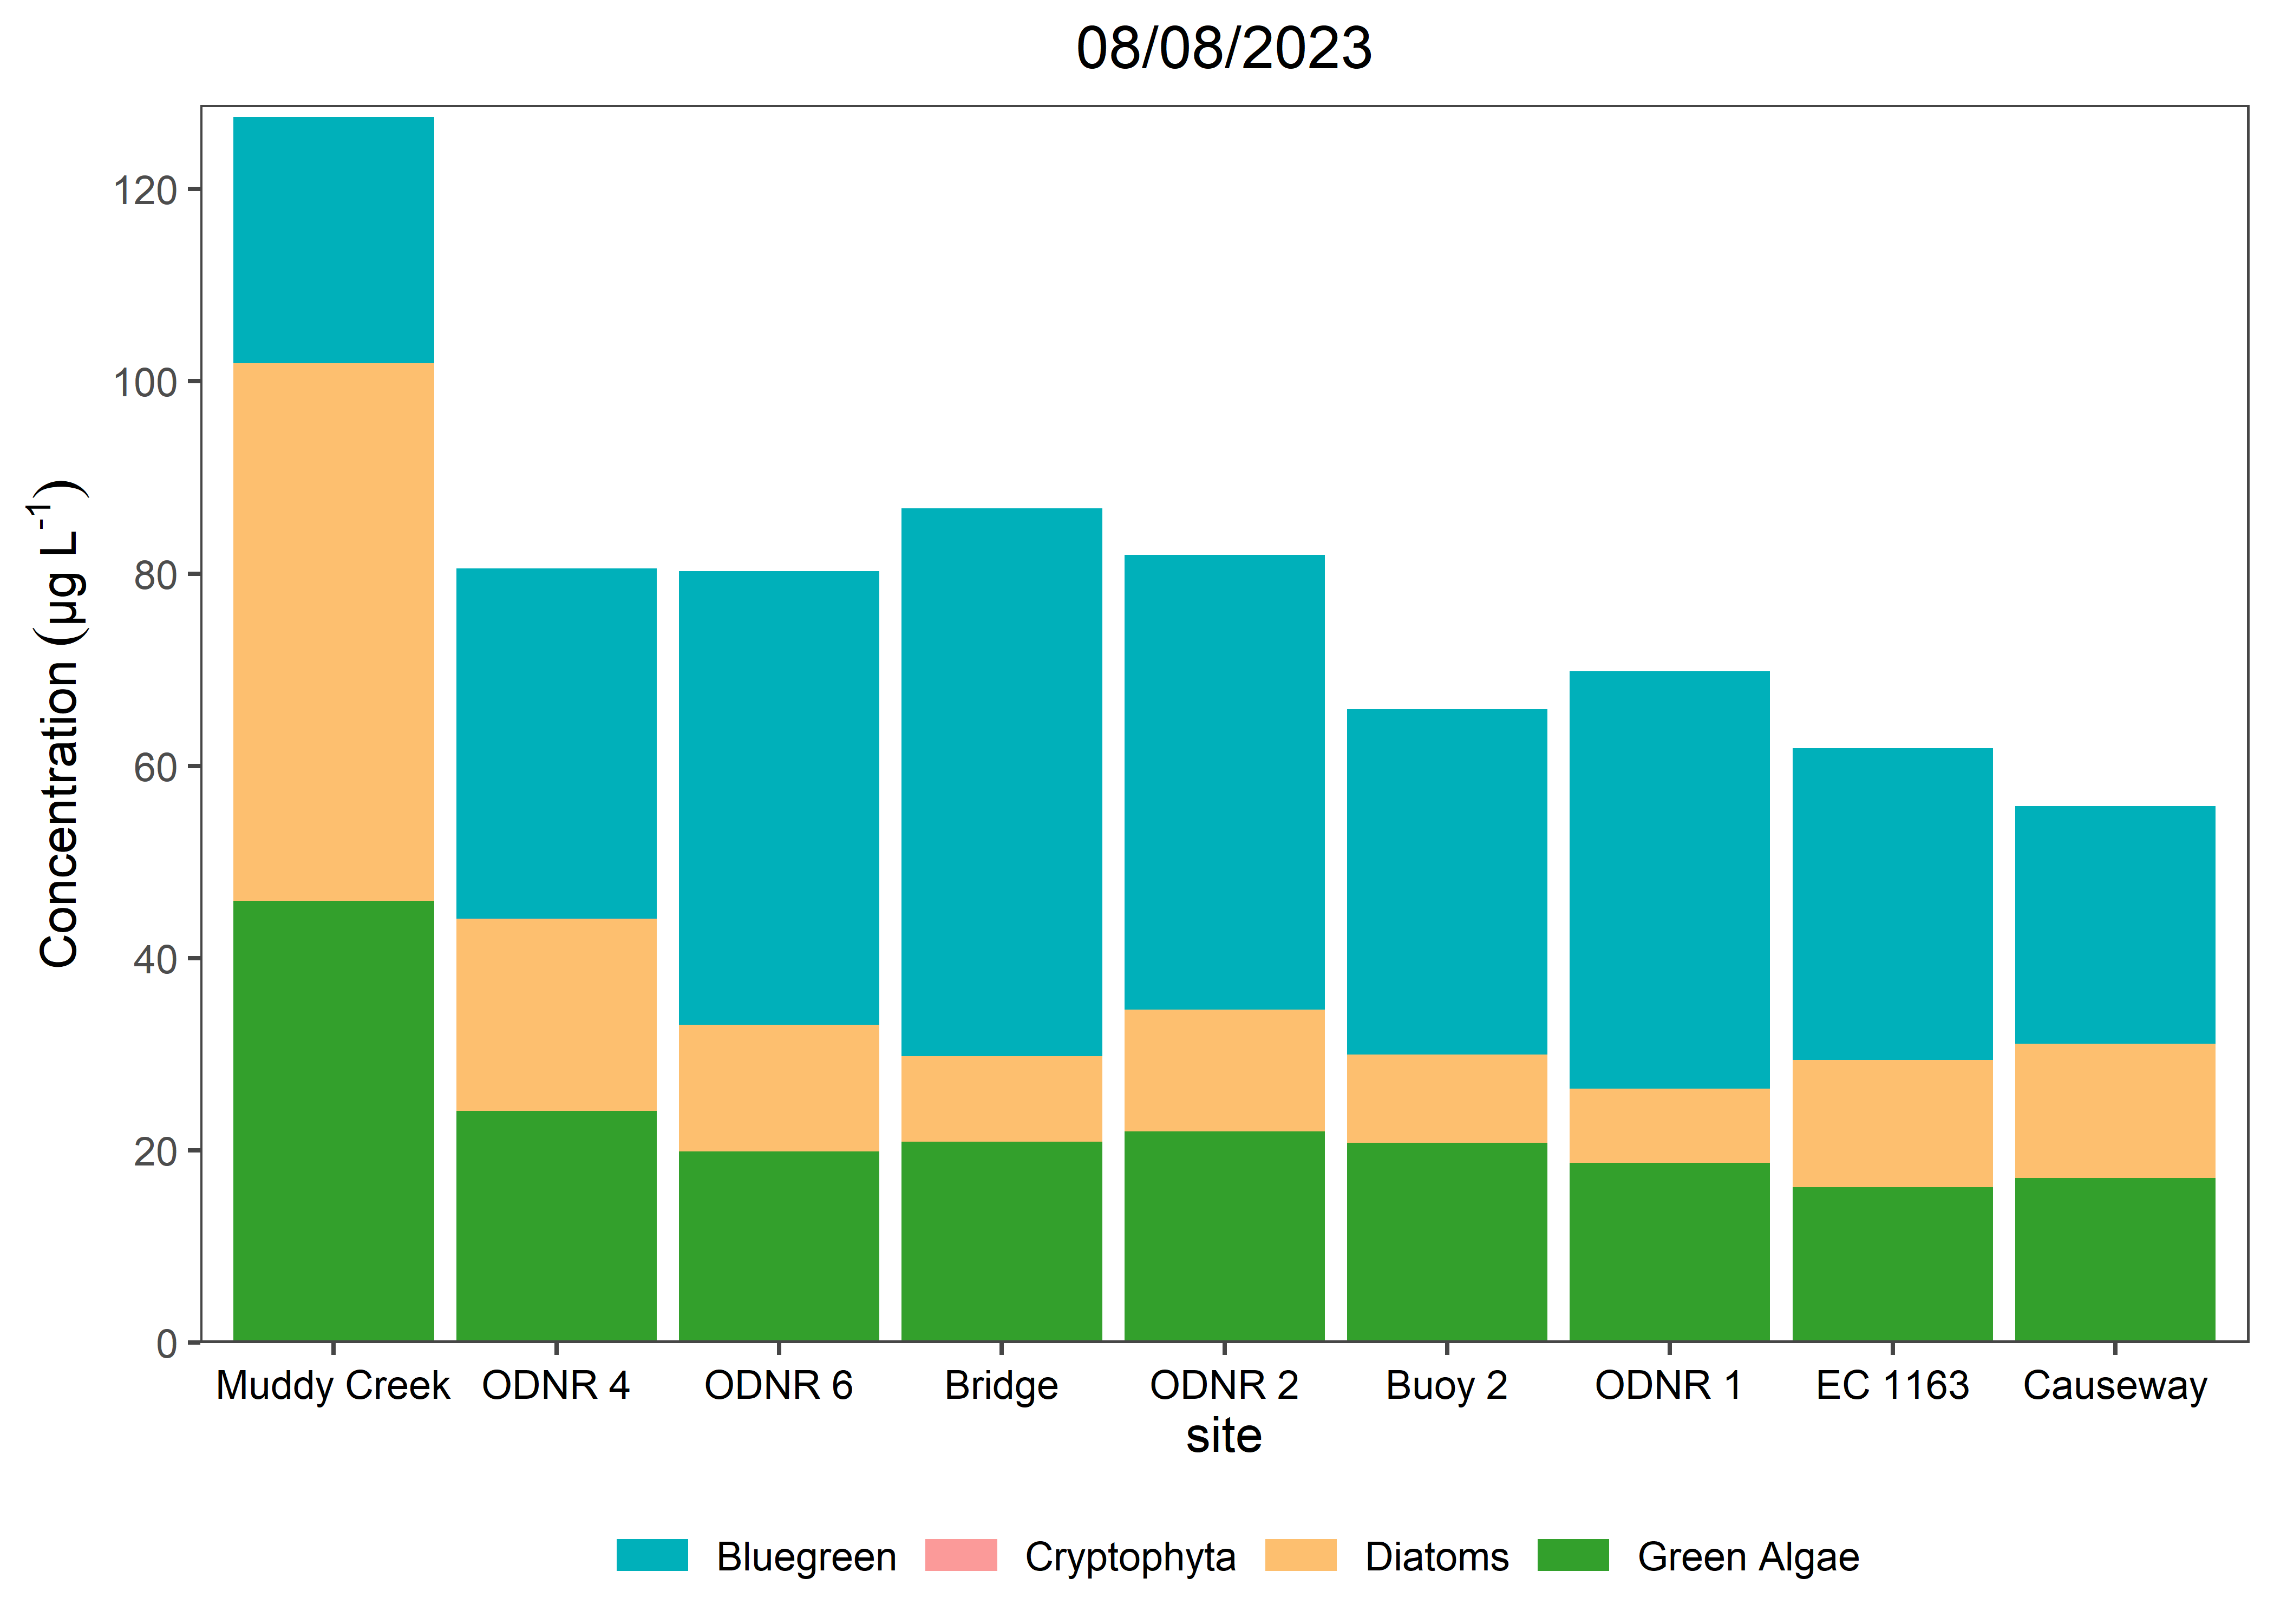 08/08/2023
Concentration (µg L⁻¹)
120
100
80
60
40
20
0
Muddy Creek ODNR 4 ODNR 6 Bridge ODNR 2 Buoy 2 ODNR 1 EC 1163 Causeway
site
Bluegreen Cryptophyta Diatoms Green Algae